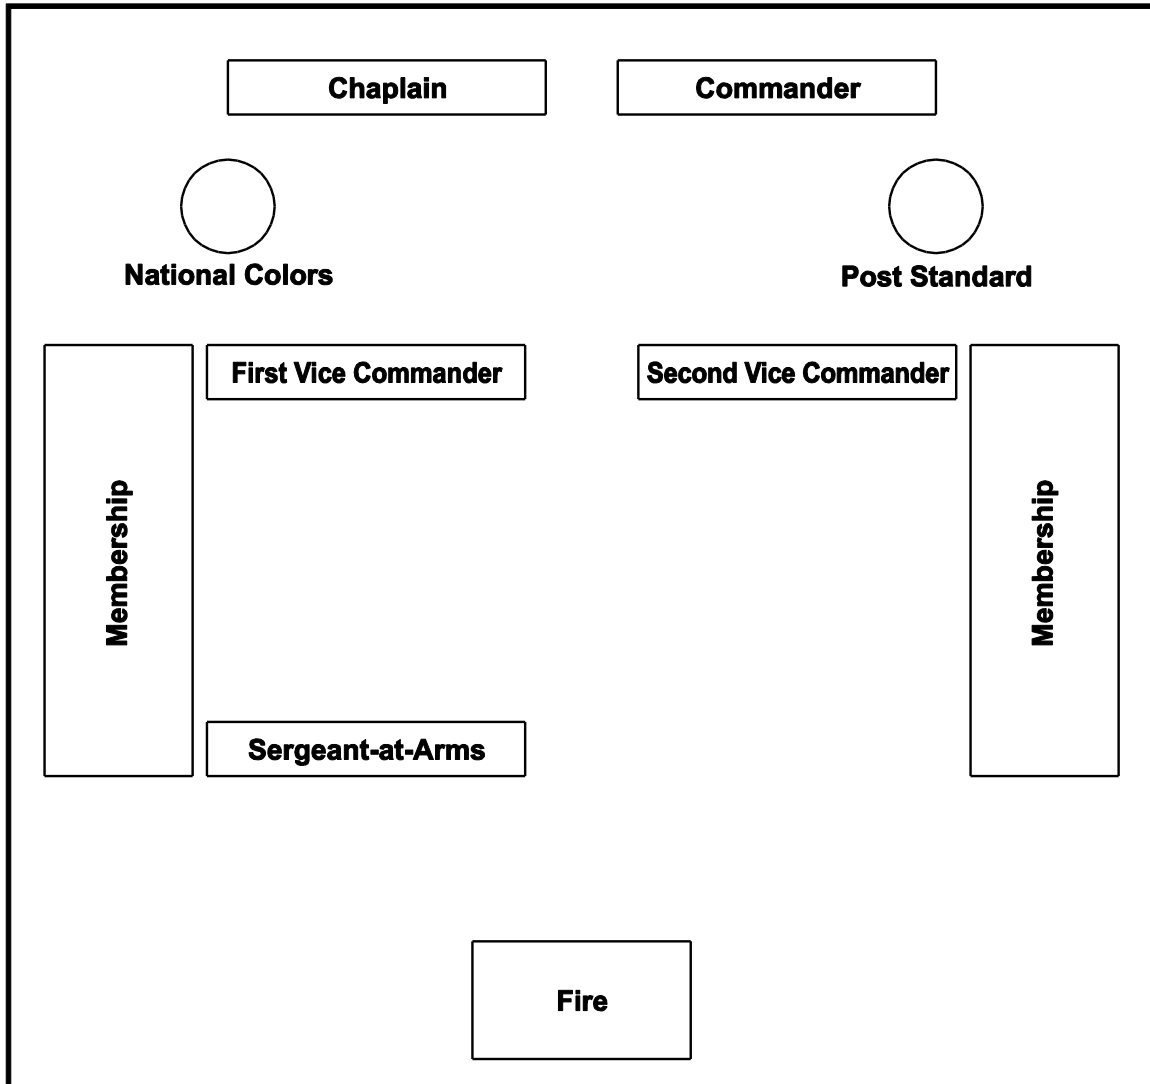 Chaplain
Commander
National Colors
Post Standard
First Vice Commander
Second Vice Commander
Membership
Membership
Sergeant-at-Arms
Fire